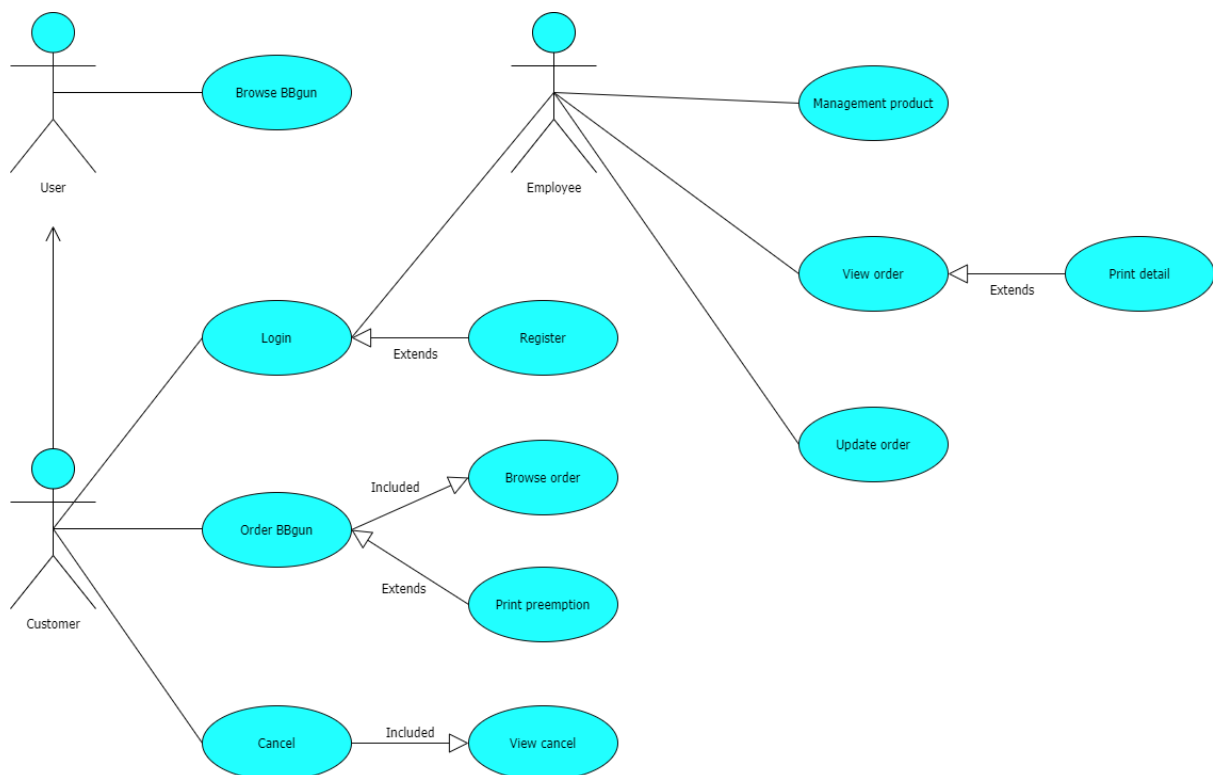 Browse BBgun
Management product
User
Employee
View order
Print detail
Extends
Login
Register
Extends
Update order
Browse order
Included
Order BBgun
Extends
Print preemption
Customer
Included
Cancel
View cancel